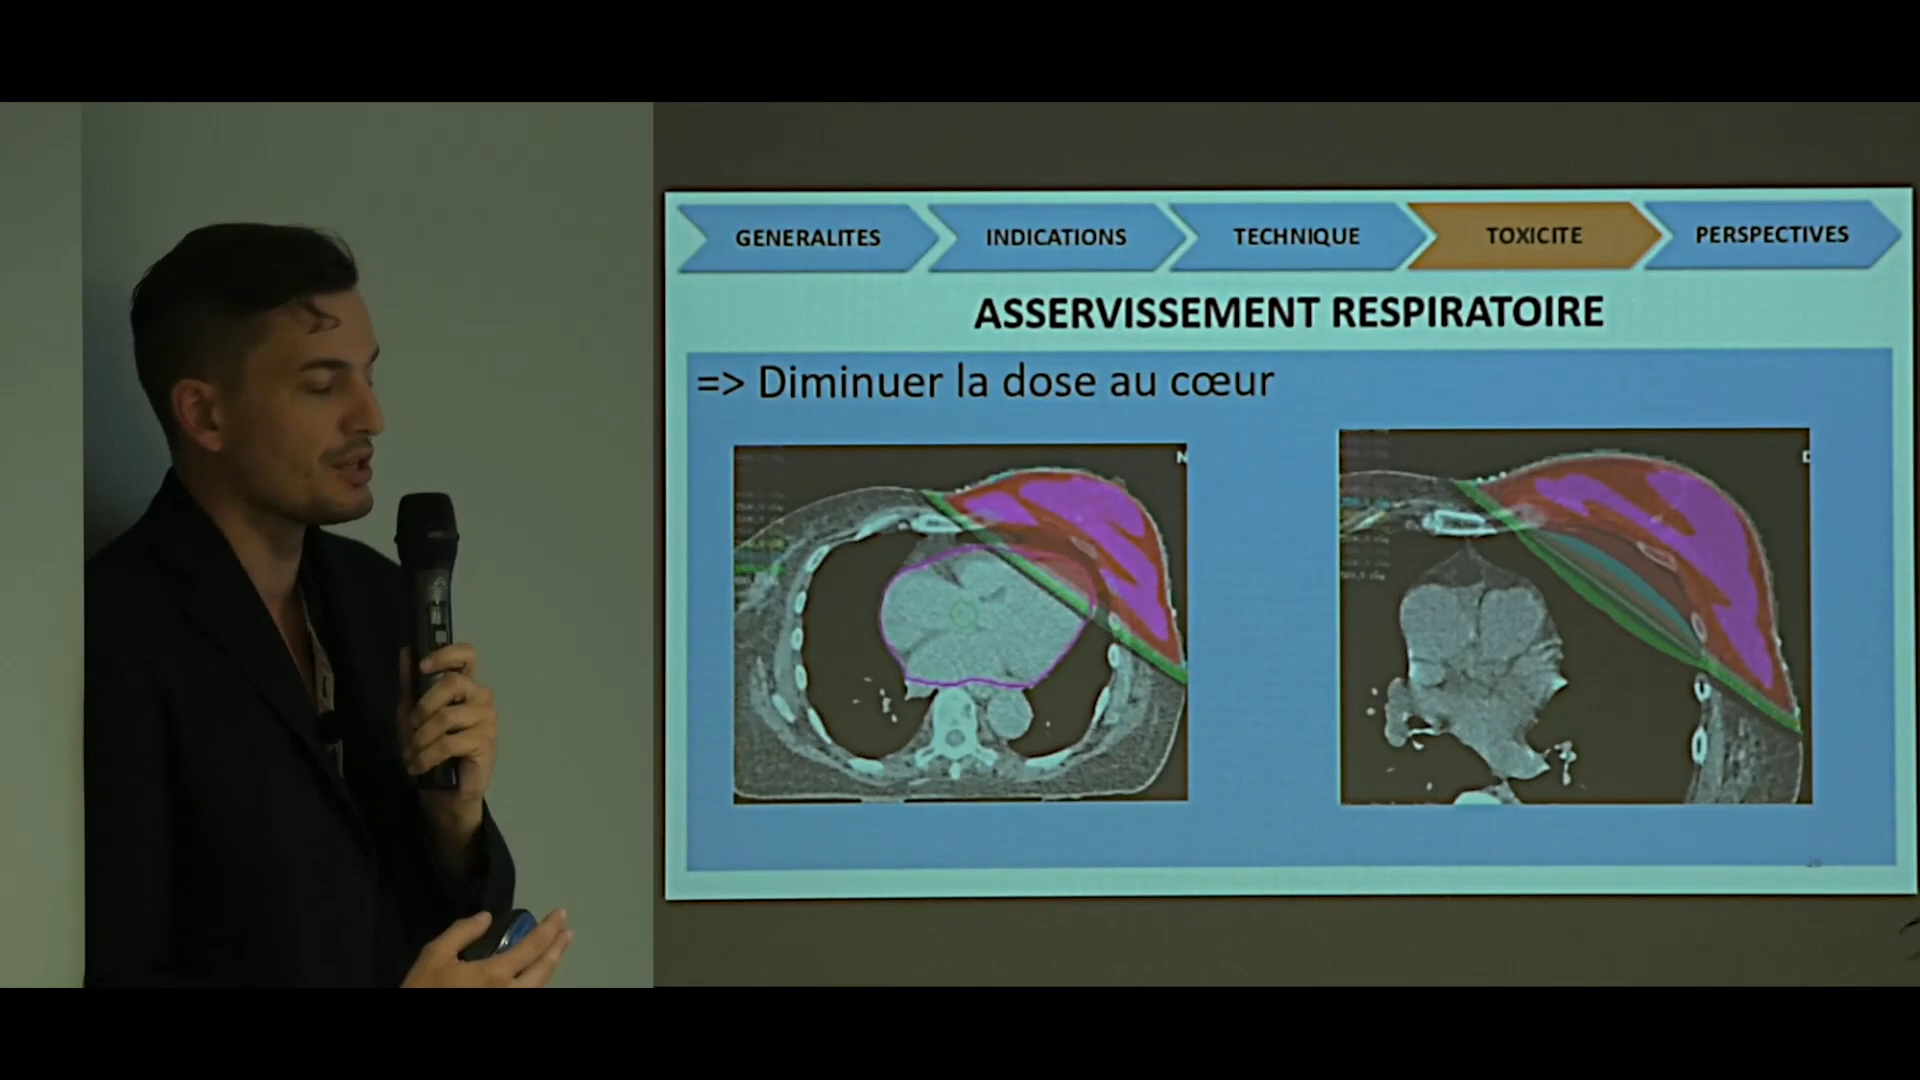 GENERALITES
INDICATIONS
TECHNIQUE
TOXICITE
PERSPECTIVES
ASSERVISSEMENT RESPIRATOIRE
=> Diminuer la dose au cœur
N
D